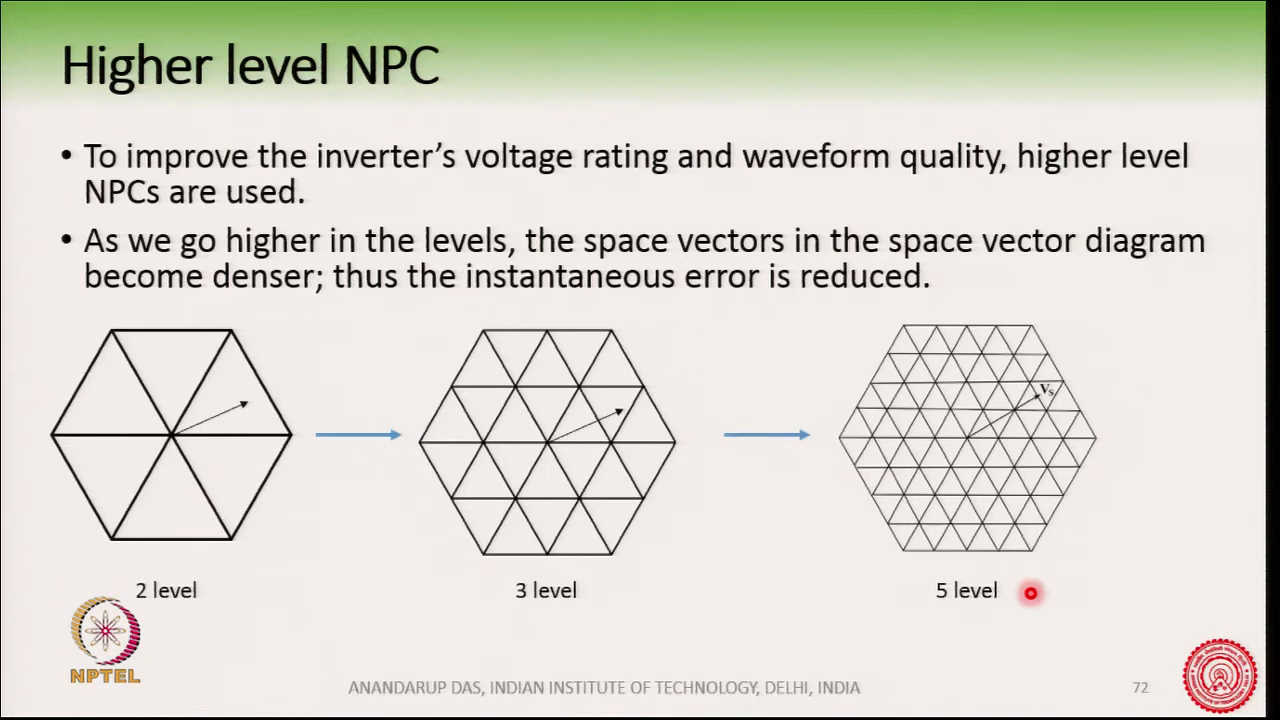 Higher level NPC
• To improve the inverter’s voltage rating and waveform quality, higher level
NPCs are used.
• As we go higher in the levels, the space vectors in the space vector diagram
become denser; thus the instantaneous error is reduced.
Vs
2 level
3 level
5 level
NPTEL
ANANDARUP DAS, INDIAN INSTITUTE OF TECHNOLOGY, DELHI, INDIA
72